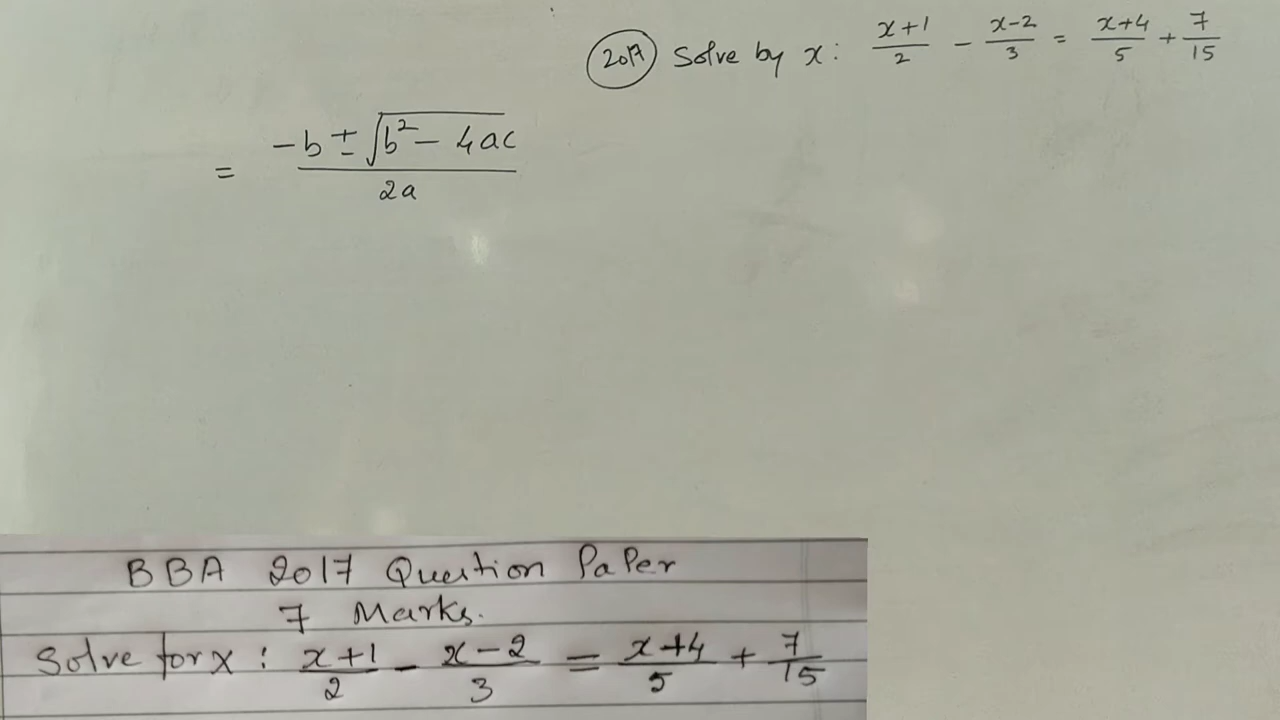 2017 Solve by x: (x+1)/2 - (x-2)/3 = (x+4)/5 + 7/15
= (-b ± √(b² - 4ac))/2a
BBA 2017 Question PaPer
7 Marks.
Solve for x : (x+1)/2 - (x-2)/3 = (x+4)/5 + 7/15